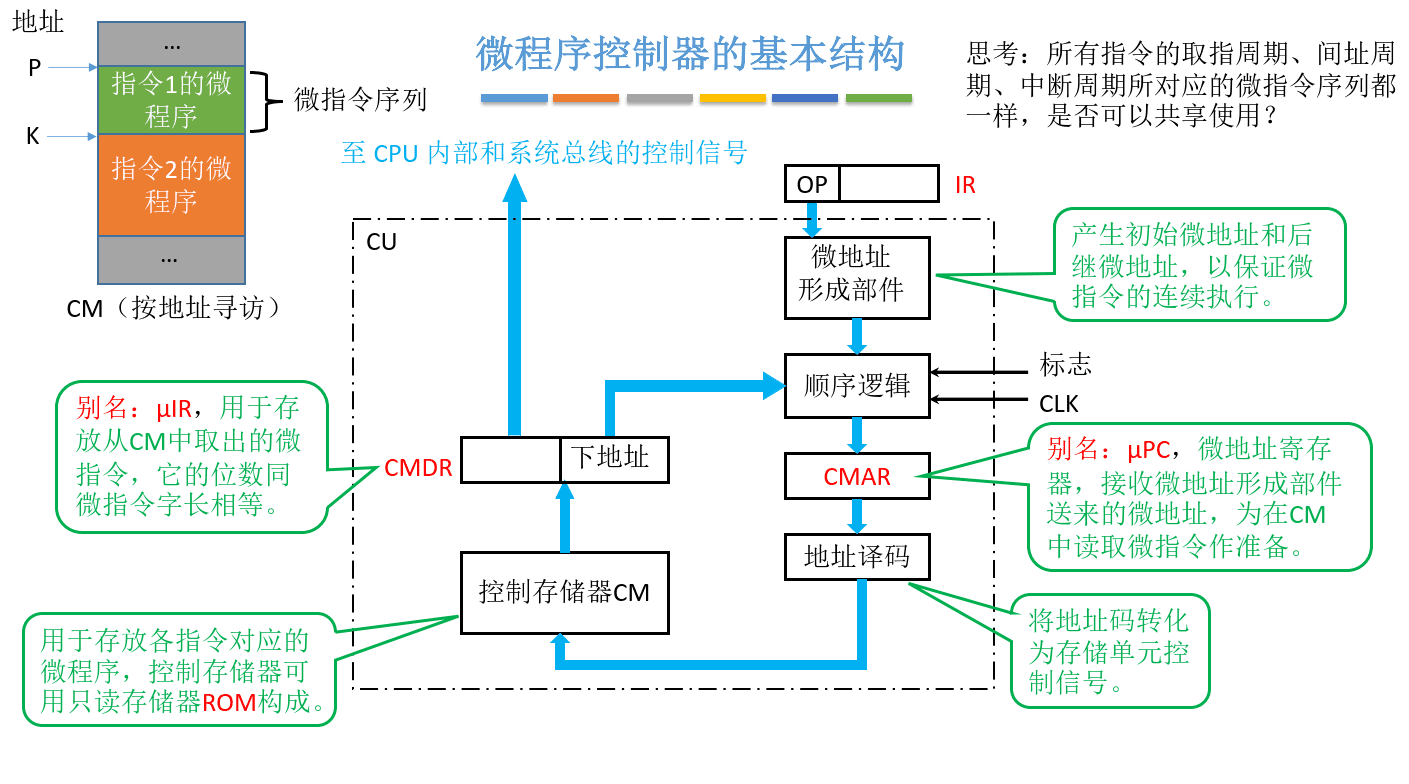 微程序控制器的基本结构
地址
...
P
指令1的微
程序
微指令序列
K
指令2的微
程序
...
CM（按地址寻访）
思考：所有指令的取指周期、间址周
期、中断周期所对应的微指令序列都
一样，是否可以共享使用？
至 CPU 内部和系统总线的控制信号
OP
IR
CU
微地址
形成部件
产生初始微地址和后
继微地址，以保证微
指令的连续执行。
顺序逻辑
标志
CLK
别名：μIR，用于存
放从CM中取出的微
指令，它的位数同
微指令字长相等。
CMDR
下地址
CMAR
别名：μPC，微地址寄存
器，接收微地址形成部件
送来的微地址，为在CM
中读取微指令作准备。
地址译码
控制存储器CM
用于存放各指令对应的
微程序，控制存储器可
用只读存储器ROM构成。
将地址码转化
为存储单元控
制信号。